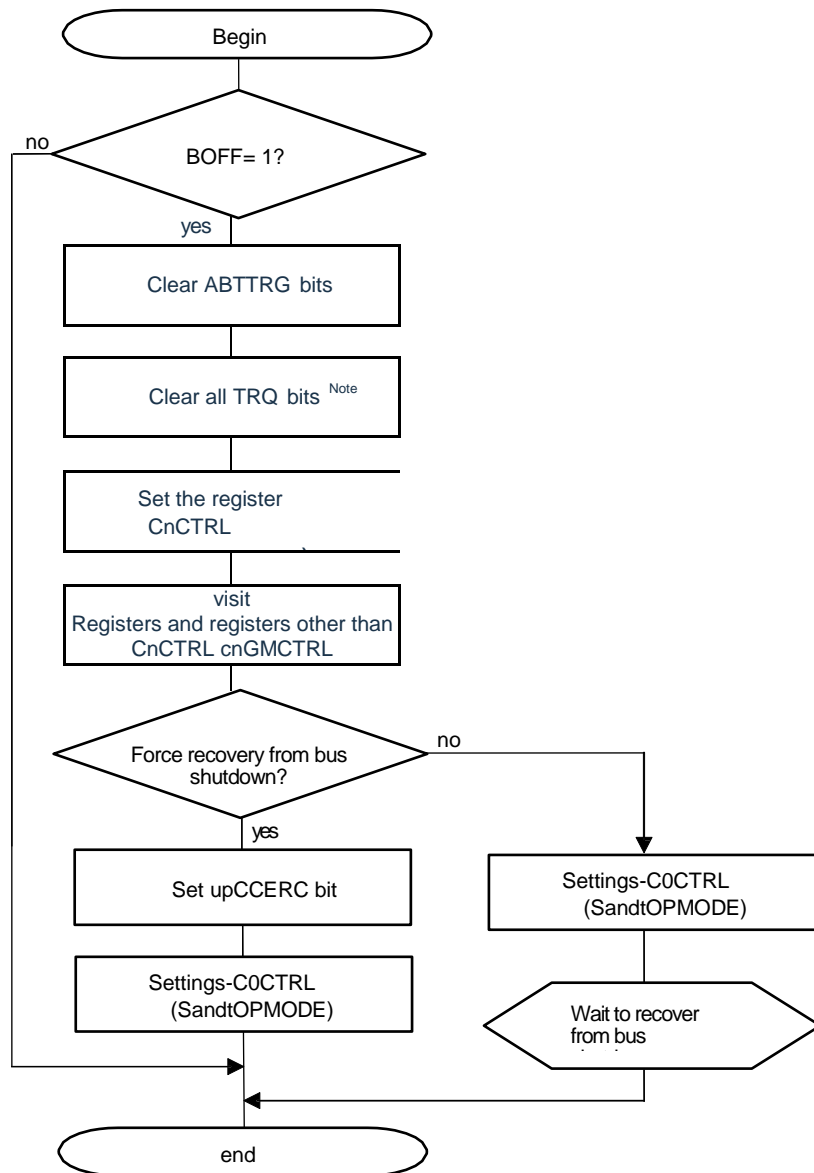 Begin
no
BOFF= 1?
yes
Clear ABTTRG bits
Clear all TRQ bits Note
Set the register
CnCTRL
visit
Registers and registers other than
CnCTRL cnGMCTRL
Force recovery from bus
shutdown?
no
yes
Set upCCERC bit
Settings-C0CTRL
(SandtOPMODE)
Settings-C0CTRL
(SandtOPMODE)
Wait to recover
from bus
end